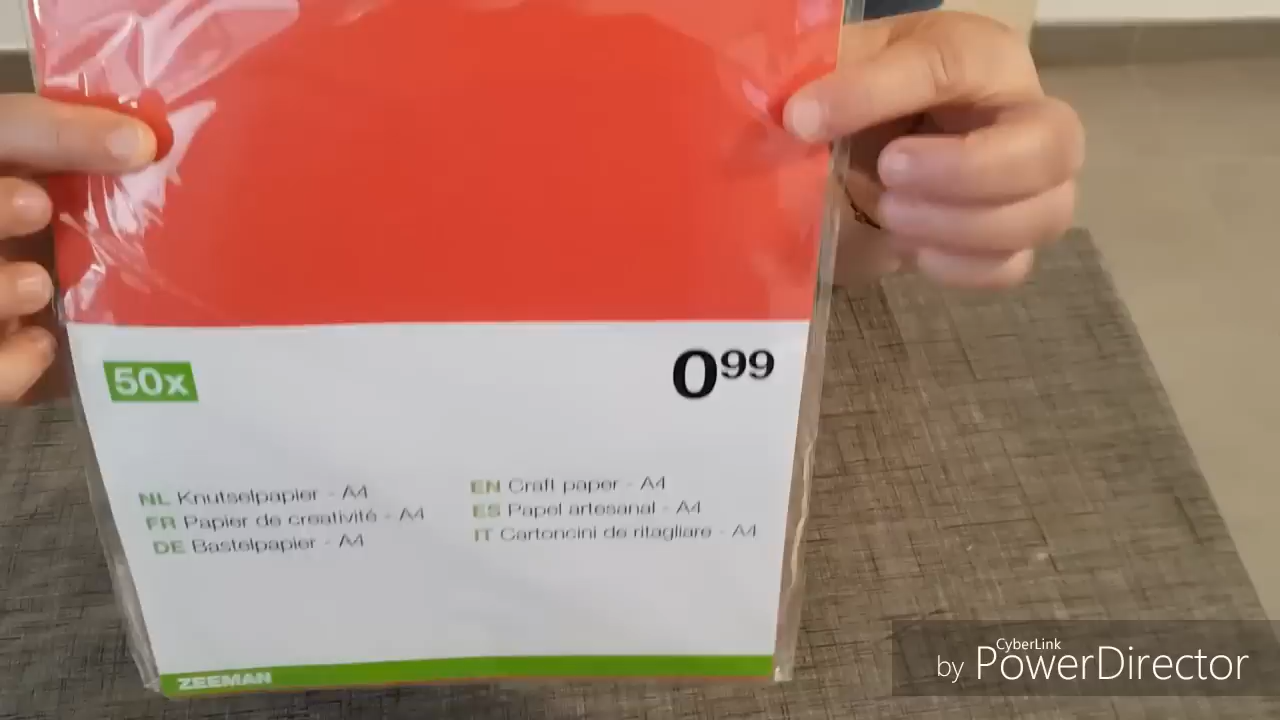 50x
0⁹⁹
NL Knutselpapier - A4
FR Papier de creativité - A4
DE Bastelpapier - A4
EN Craft paper - A4
ES Papel artesanal - A4
IT Cartoncini de ritagliare - A4
ZEEMAN
CyberLink
by PowerDirector